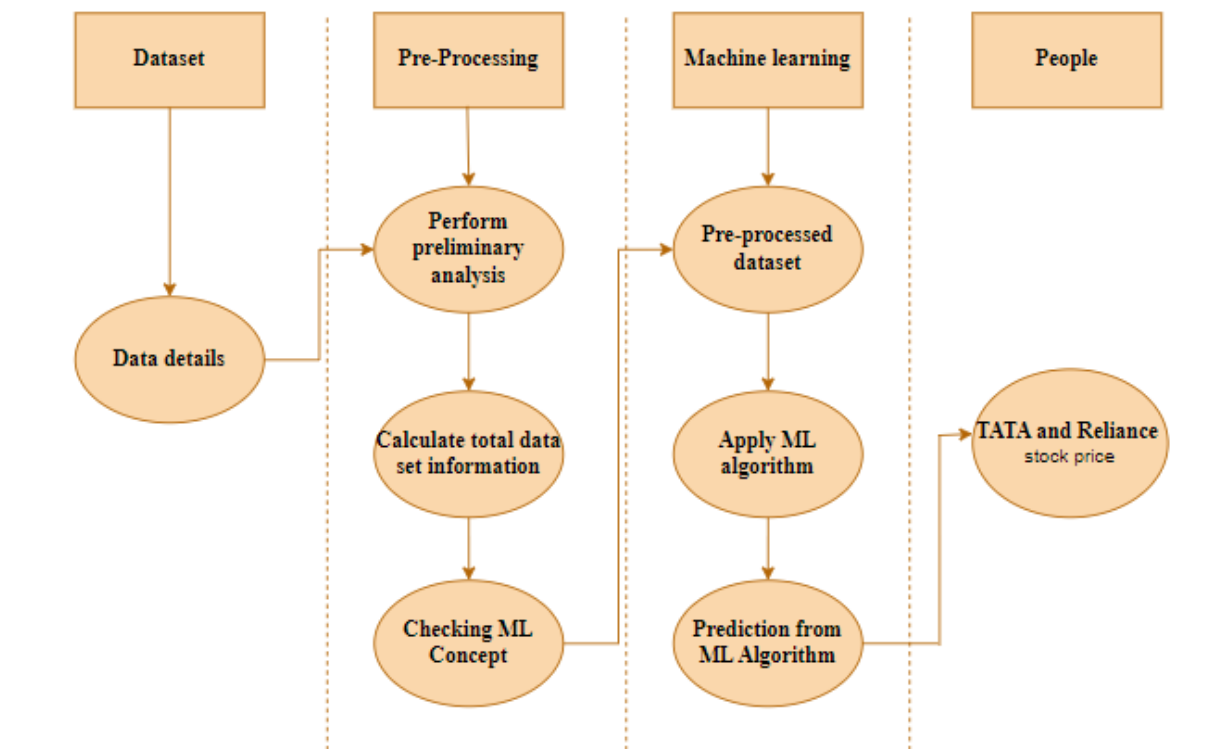 Dataset
Pre-Processing
Machine learning
People
Perform
preliminary
analysis
Pre-processed
dataset
Data details
Calculate total data
set information
Apply ML
algorithm
TATA and Reliance
stock price
Checking ML
Concept
Prediction from
ML Algorithm